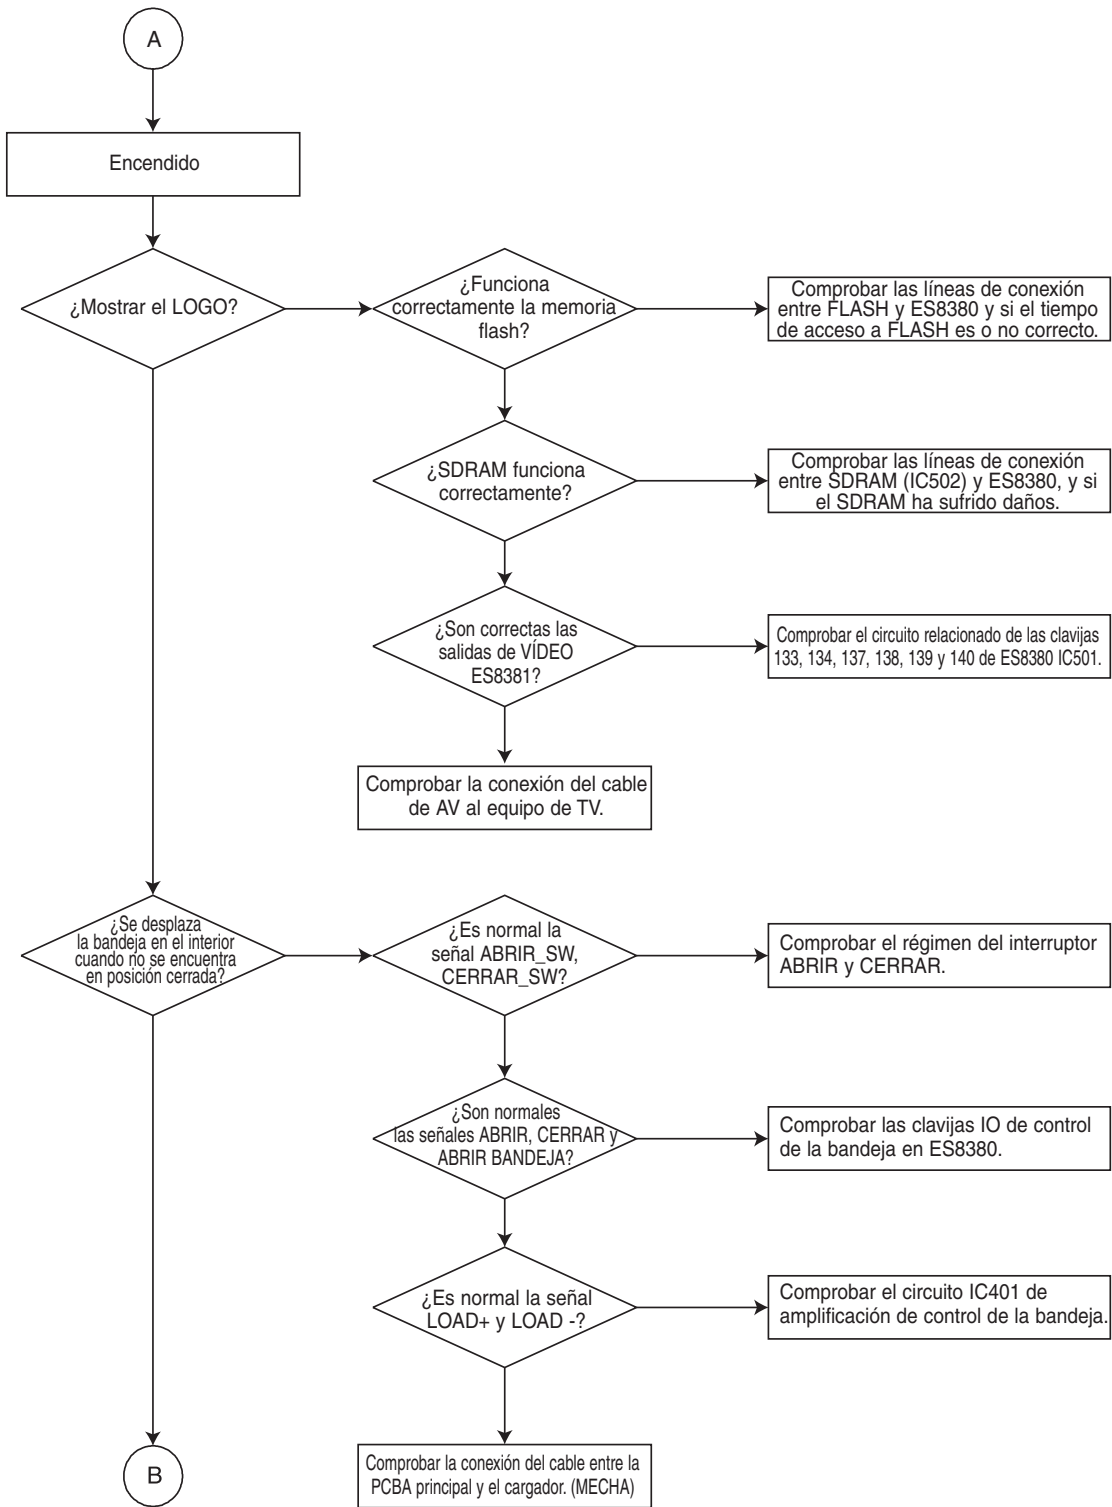 A
Encendido
¿Mostrar el LOGO?
¿Funciona
correctamente la memoria
flash?
Comprobar las líneas de conexión
entre FLASH y ES8380 y si el tiempo
de acceso a FLASH es o no correcto.
¿SDRAM funciona
correctamente?
Comprobar las líneas de conexión
entre SDRAM (IC502) y ES8380, y si
el SDRAM ha sufrido daños.
¿Son correctas las
salidas de VÍDEO
ES8381?
Comprobar el circuito relacionado de las clavijas
133, 134, 137, 138, 139 y 140 de ES8380 IC501.
Comprobar la conexión del cable
de AV al equipo de TV.
¿Se desplaza
la bandeja en el interior
cuando no se encuentra
en posición cerrada?
¿Es normal la
señal ABRIR_SW,
CERRAR_SW?
Comprobar el régimen del interruptor
ABRIR y CERRAR.
¿Son normales
las señales ABRIR, CERRAR y
ABRIR BANDEJA?
Comprobar las clavijas IO de control
de la bandeja en ES8380.
¿Es normal la señal
LOAD+ y LOAD -?
Comprobar el circuito IC401 de
amplificación de control de la bandeja.
Comprobar la conexión del cable entre la
PCBA principal y el cargador. (MECHA)
B